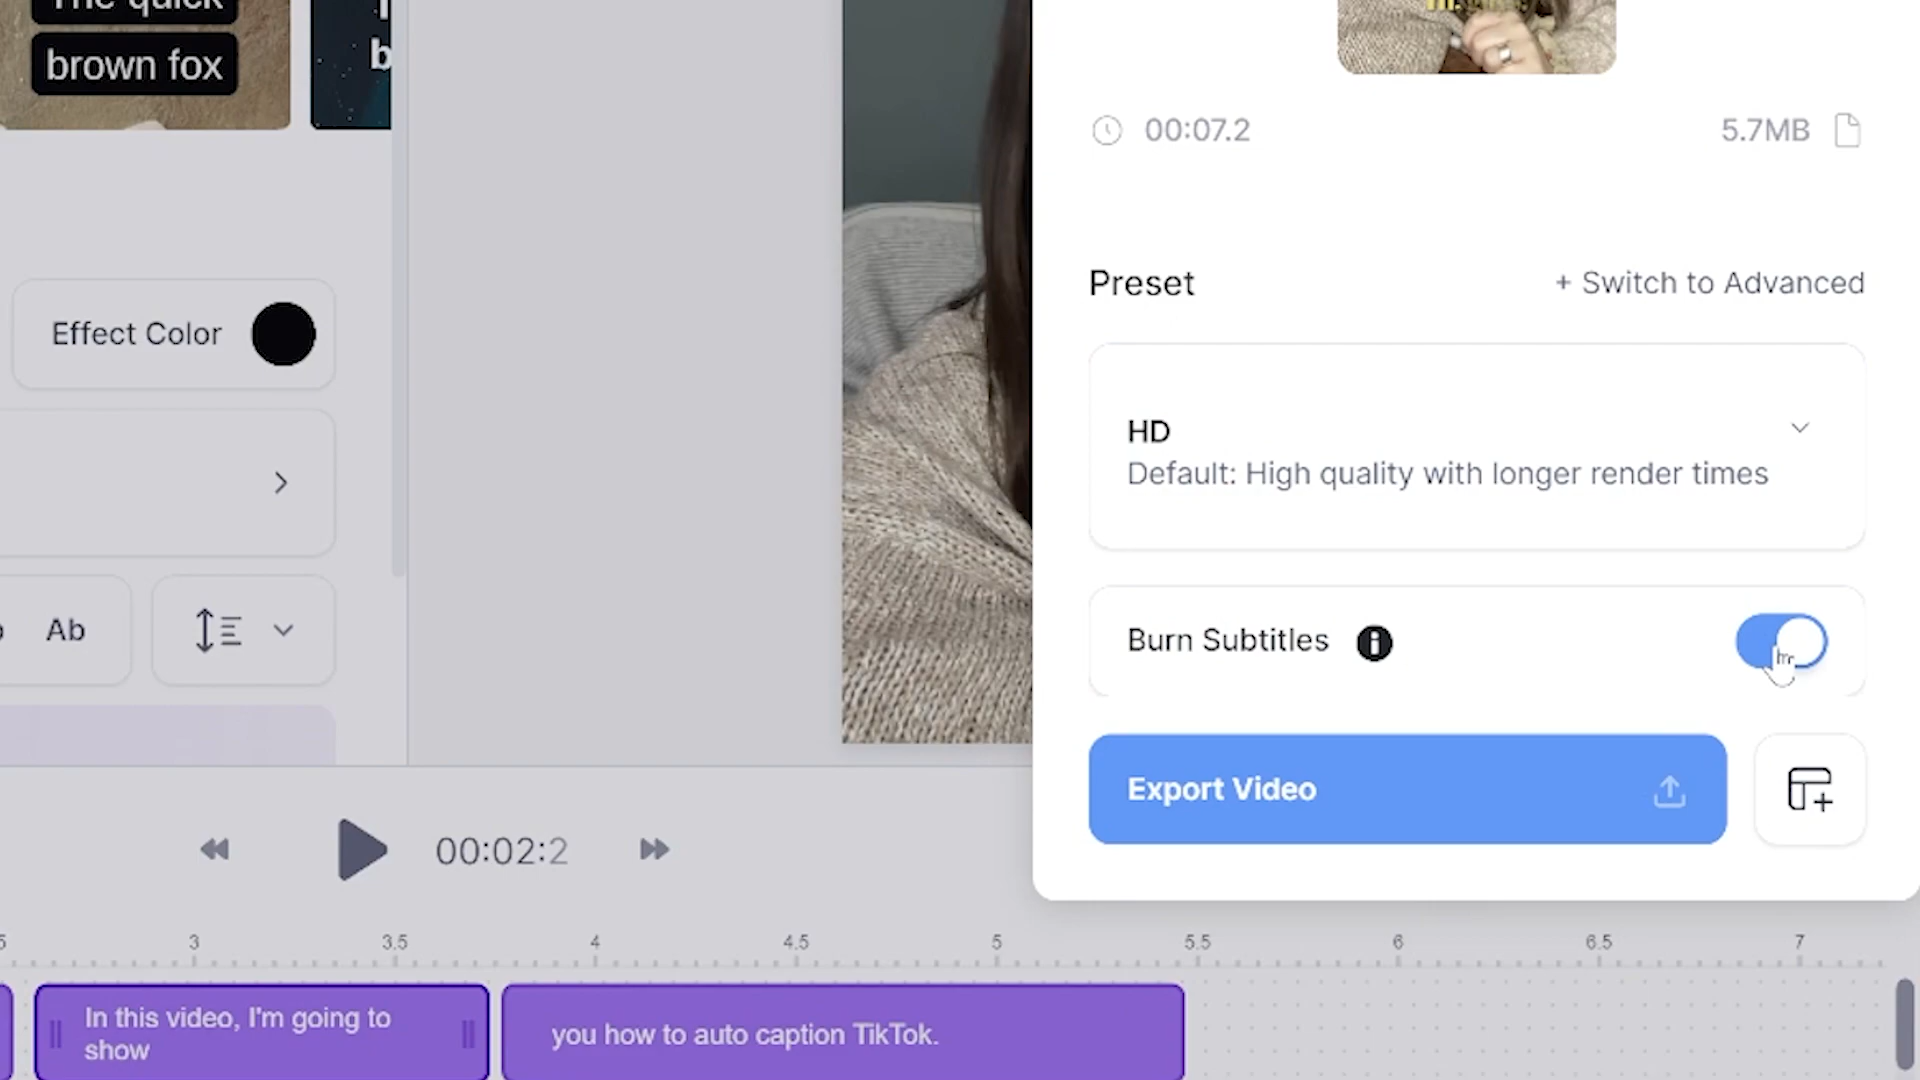 The quick
brown fox
b
00:07.2
5.7MB
Preset
+ Switch to Advanced
Effect Color
HD
Default: High quality with longer render times
Ab
Burn Subtitles
Export Video
00:02:2
3
3.5
4
4.5
5
5.5
6
6.5
7
In this video, I'm going to
show
you how to auto caption TikTok.